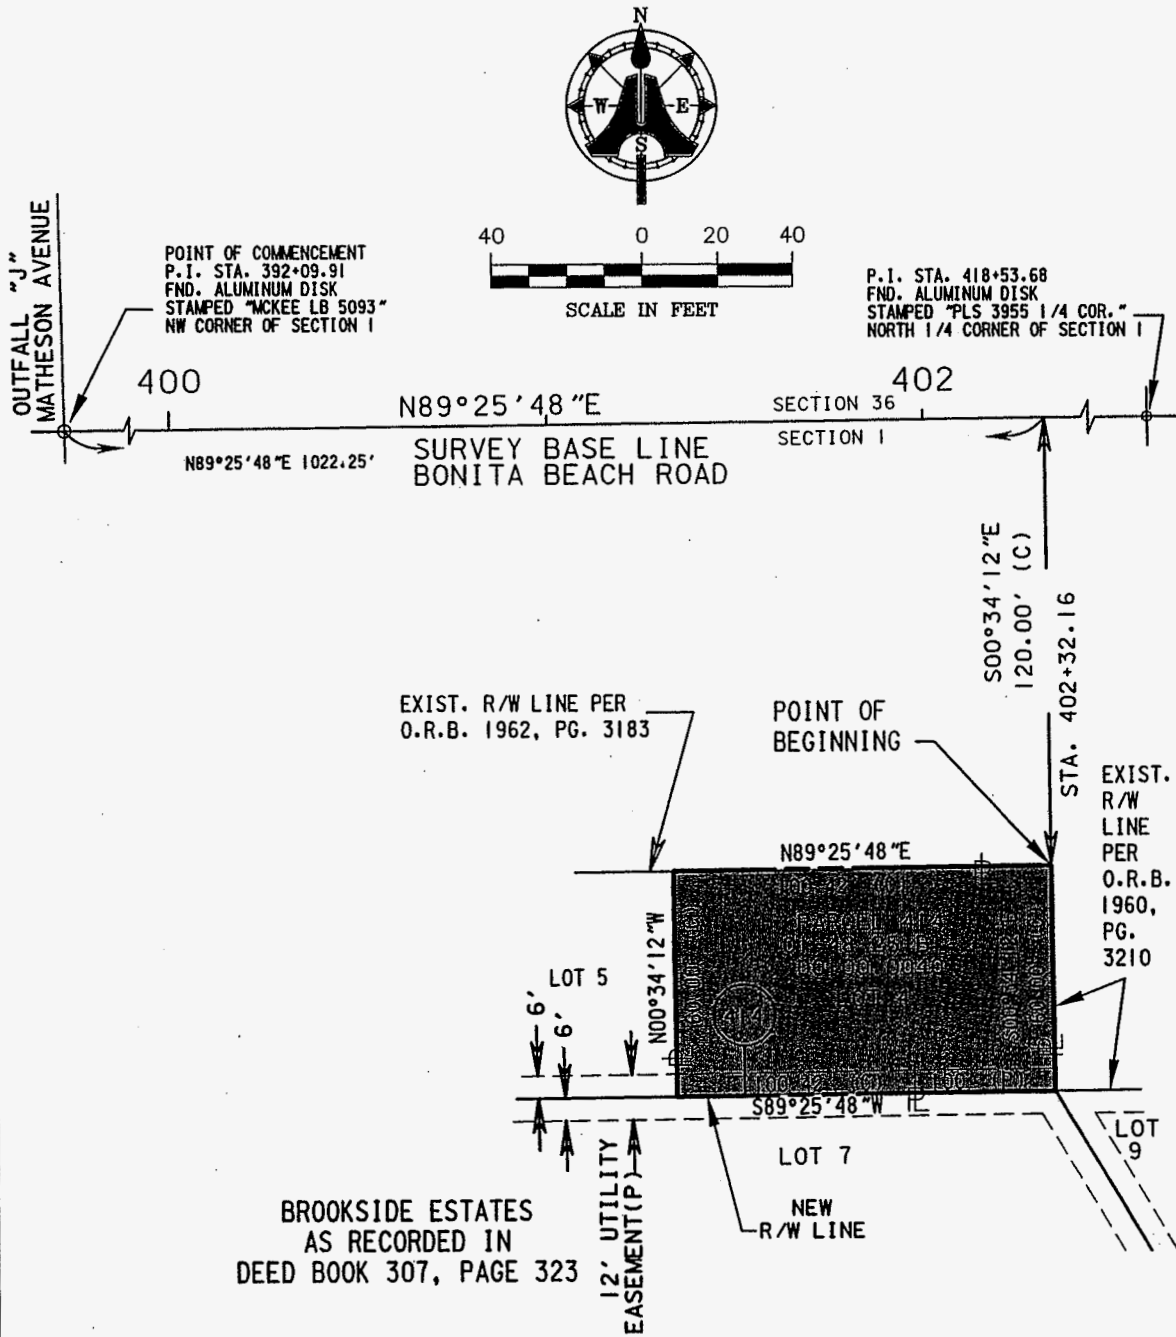 N
W
E
S
40
0
20
40
SCALE IN FEET
OUTFALL "J"
MATHESON AVENUE
POINT OF COMMENCEMENT
P.I. STA. 392+09.91
FND. ALUMINUM DISK
STAMPED "MCKEE LB 5093"
NW CORNER OF SECTION 1
P.I. STA. 418+53.68
FND. ALUMINUM DISK
STAMPED "PLS 3955 1/4 COR."
NORTH 1/4 CORNER OF SECTION 1
400
402
N89°25'48"E
SECTION 36
SECTION 1
N89°25'48"E 1022.25'
SURVEY BASE LINE
BONITA BEACH ROAD
S00°34'12"E
120.00' (C)
STA. 402+32.16
EXIST. R/W LINE PER
O.R.B. 1962, PG. 3183
POINT OF
BEGINNING
EXIST.
R/W
LINE
PER
O.R.B.
1960,
PG.
3210
N89°25'48"E
N00°34'12"W
LOT 5
6'
6'
414
S89°25'48"W
LOT 7
LOT
9
NEW
R/W LINE
12' UTILITY
EASEMENT(P)
BROOKSIDE ESTATES
AS RECORDED IN
DEED BOOK 307, PAGE 323